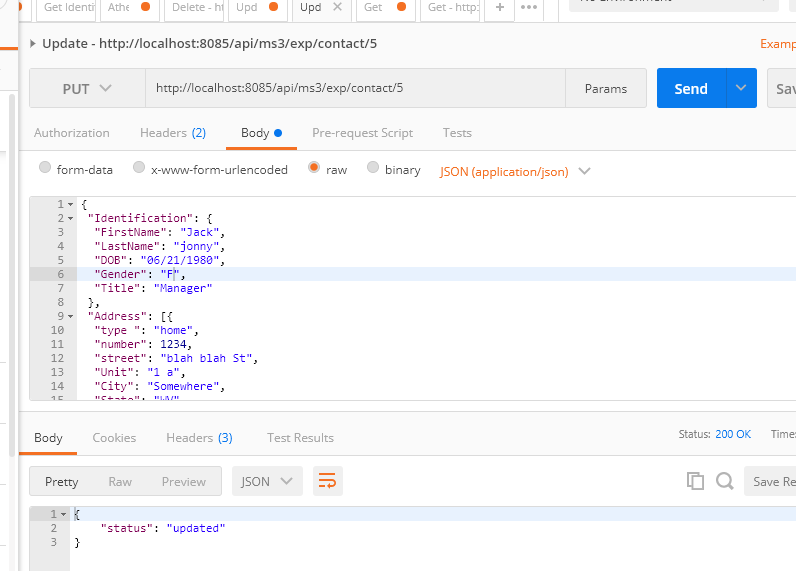 Get Identi
Athe
Delete - ht
Upd
Upd
Get
Get - http:
Update - http://localhost:8085/api/ms3/exp/contact/5
Examp
PUT
http://localhost:8085/api/ms3/exp/contact/5
Params
Send
Sav
Authorization
Headers (2)
Body
Pre-request Script
Tests
form-data
x-www-form-urlencoded
raw
binary
JSON (application/json)
1 {
2 "Identification": {
3 "FirstName": "Jack",
4 "LastName": "jonny",
5 "DOB": "06/21/1980",
6 "Gender": "F",
7 "Title": "Manager"
8 },
9 "Address": [{
10 "type ": "home",
11 "number": 1234,
12 "street": "blah blah St",
13 "Unit": "1 a",
14 "City": "Somewhere",
15 "State": "WV"
Body
Cookies
Headers (3)
Test Results
Status: 200 OK
Time:
Pretty
Raw
Preview
JSON
Save Re
1 {
2 "status": "updated"
3 }